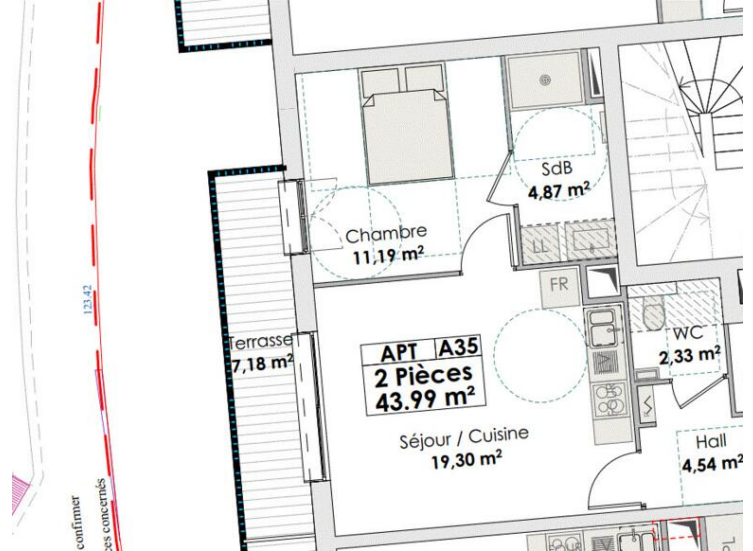 SdB
4,87 m²
Chambre
11,19 m²
LL
FR
123.42
Terrasse
7,18 m²
APT A35
2 Pièces
43.99 m²
WC
2,33 m²
Séjour / Cuisine
19,30 m²
Hall
4,54 m²
confirmer
ces concernés
PL